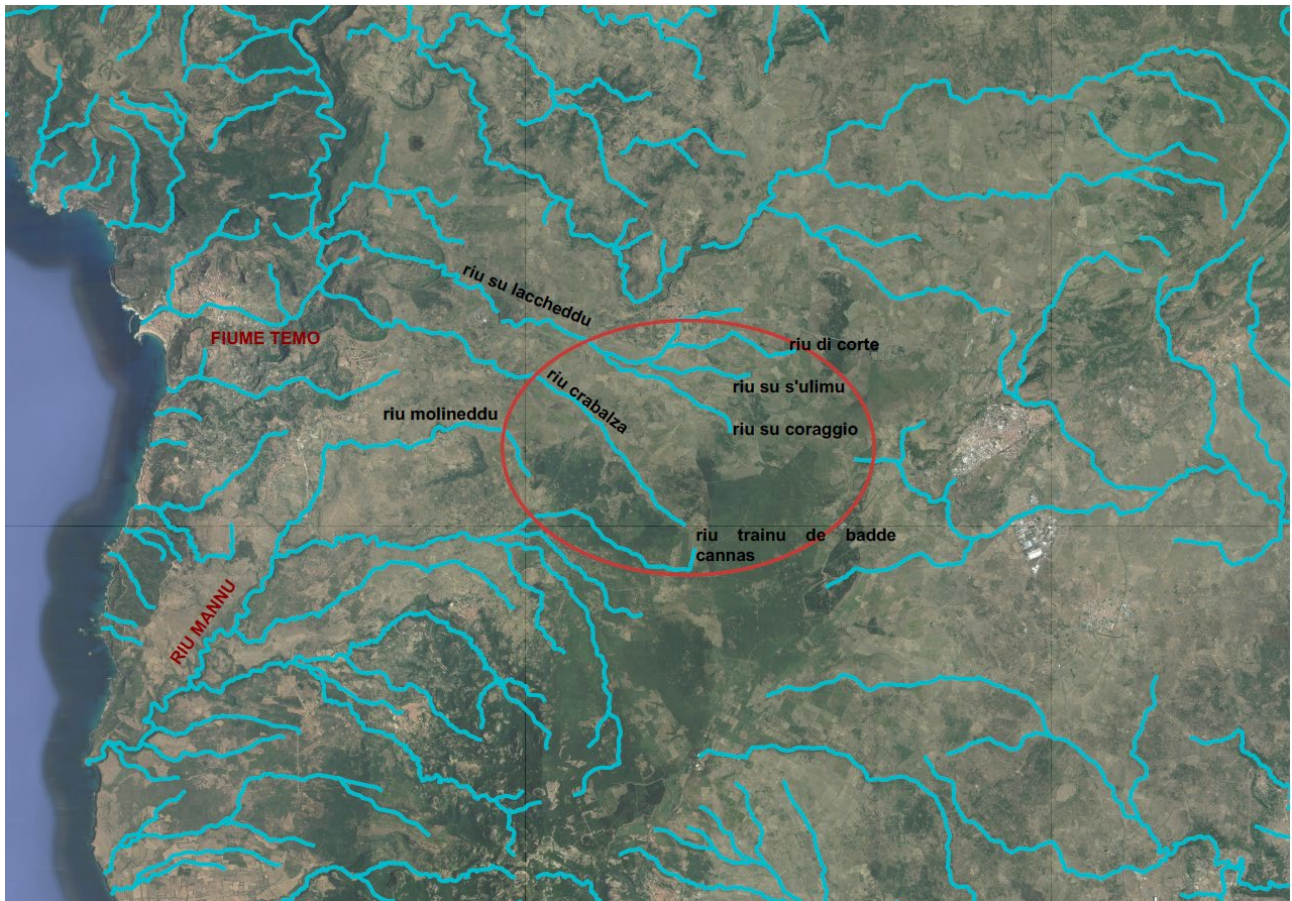 riu su laccheddu
FIUME TEMO
riu di corte
riu su s'ulimu
riu crabalza
riu molineddu
riu su coraggio
riu trainu de badde
cannas
RIU MANNU